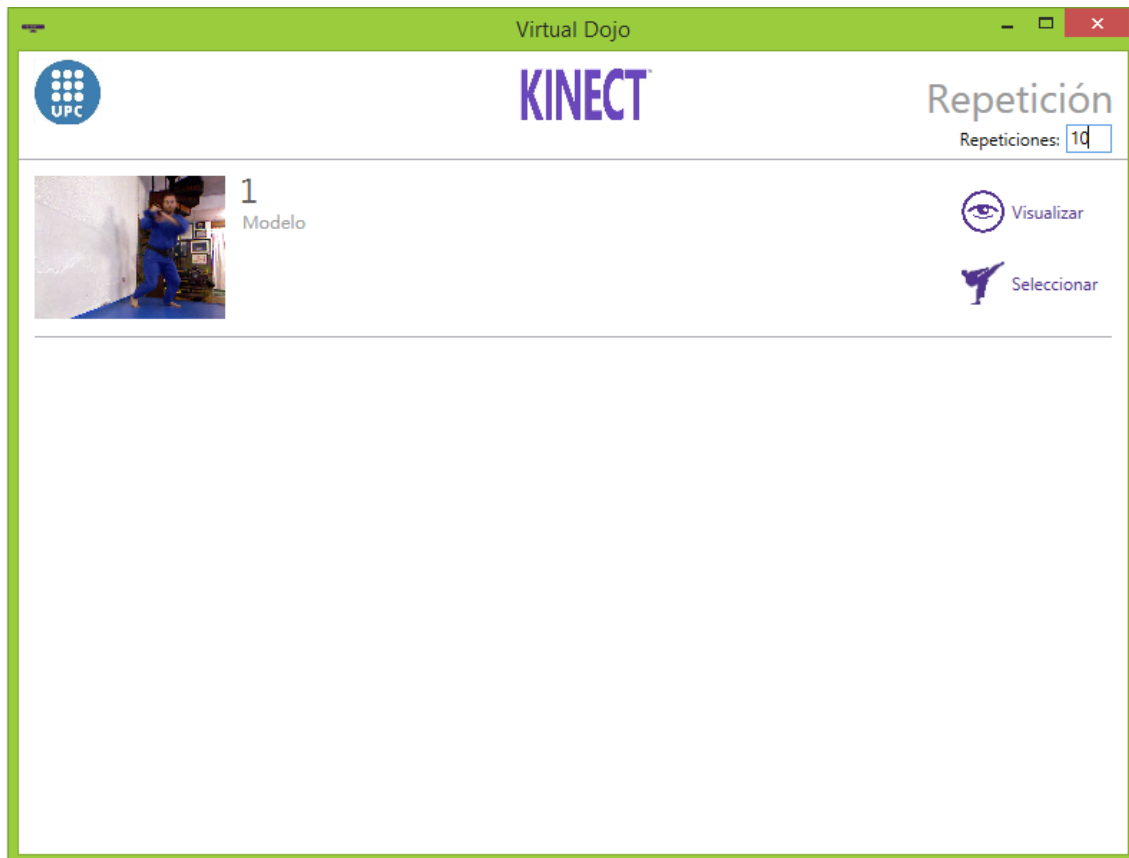 Virtual Dojo
UPC
KINECT
Repetición
Repeticiones: 10
1
Modelo
Visualizar
Seleccionar